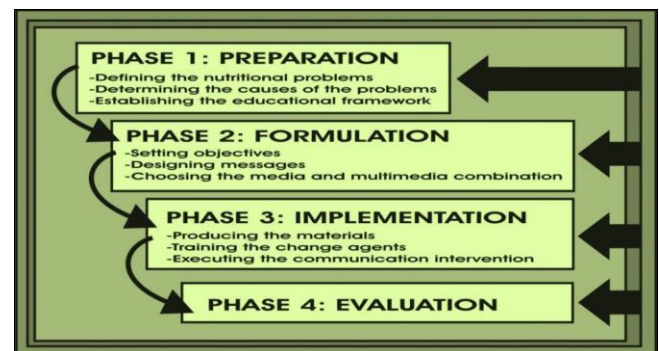 PHASE 1: PREPARATION
-Defining the nutritional problems
-Determining the causes of the problems
-Establishing the educational framework
PHASE 2: FORMULATION
-Setting objectives
-Designing messages
-Choosing the media and multimedia combination
PHASE 3: IMPLEMENTATION
-Producing the materials
-Training the change agents
-Executing the communication intervention
PHASE 4: EVALUATION